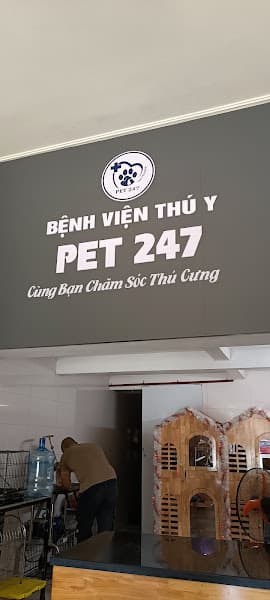 PET 247
BỆNH VIỆN THÚ Y
PET 247
Cùng Bạn Chăm Sóc Thú Cưng